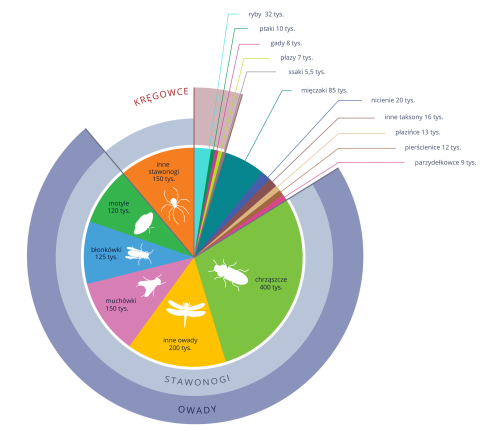 ryby 32 tys.
ptaki 10 tys.
gady 8 tys.
płazy 7 tys.
ssaki 5,5 tys.
mięczaki 85 tys.
nicienie 20 tys.
inne taksony 16 tys.
płazińce 13 tys.
pierścienice 12 tys.
parzydełkowce 9 tys.
KRĘGOWCE
inne
stawonogi
150 tys.
motyle
120 tys.
błonkówki
125 tys.
muchówki
150 tys.
inne owady
200 tys.
chrząszcze
400 tys.
STAWONOGI
OWADY